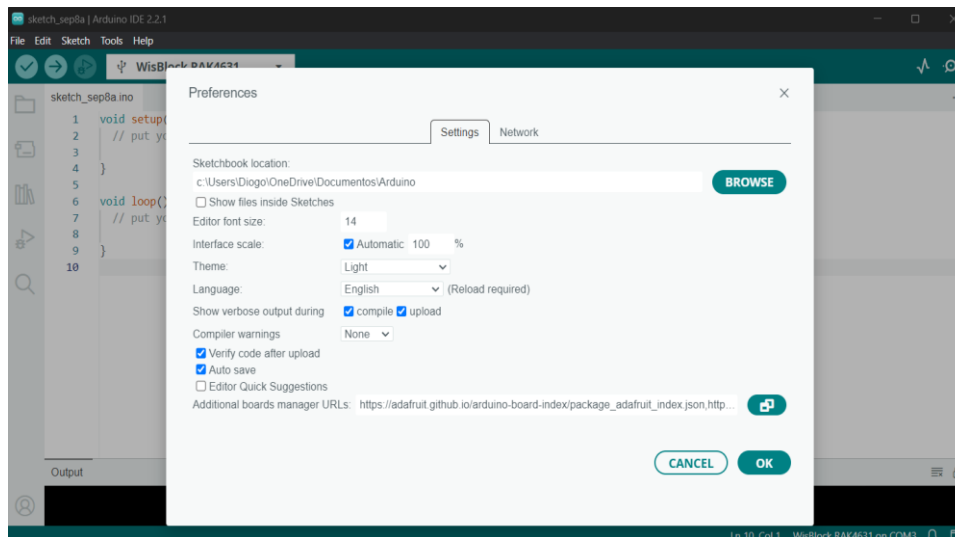 sketch_sep8a | Arduino IDE 2.2.1
File Edit Sketch Tools Help
WisBlock RAK4631
sketch_sep8a.ino
1 void setup(
2 // put yo
3
4 }
5
6 void loop()
7 // put yo
8
9 }
10
Preferences
Settings Network
Sketchbook location:
c:\Users\Diogo\OneDrive\Documentos\Arduino
BROWSE
Show files inside Sketches
Editor font size: 14
Interface scale: Automatic 100 %
Theme: Light
Language: English (Reload required)
Show verbose output during compile upload
Compiler warnings None
Verify code after upload
Auto save
Editor Quick Suggestions
Additional boards manager URLs: https://adafruit.github.io/arduino-board-index/package_adafruit_index.json,http...
CANCEL OK
Output
Ln 10, Col 1 WisBlock RAK4631 on COM3